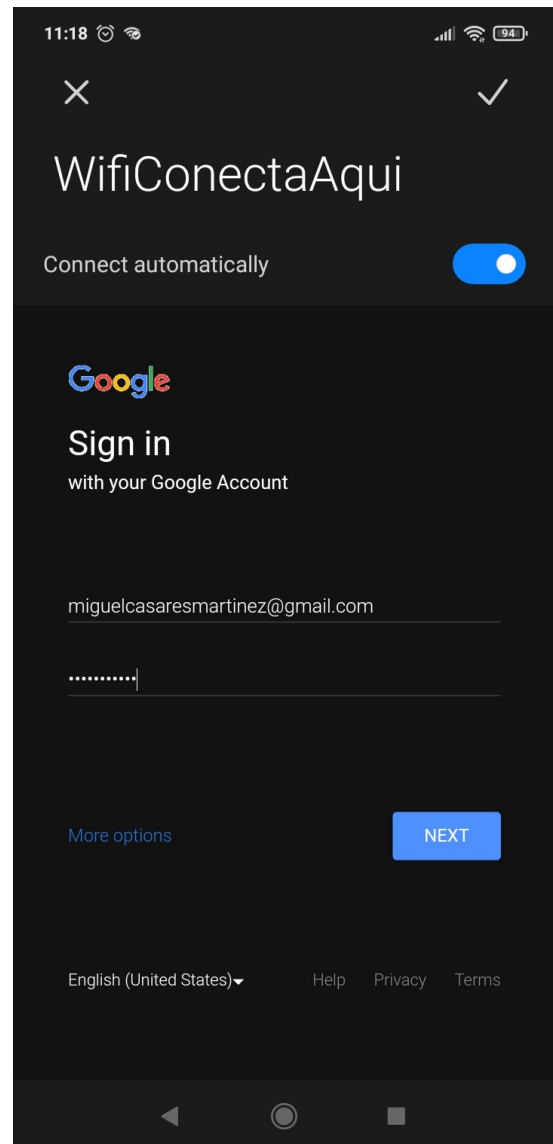 11:18
94
WifiConectaAqui
Connect automatically
Google
Sign in
with your Google Account
miguelcasaresmartinez@gmail.com
•••••••••••
More options
NEXT
English (United States)
Help Privacy Terms